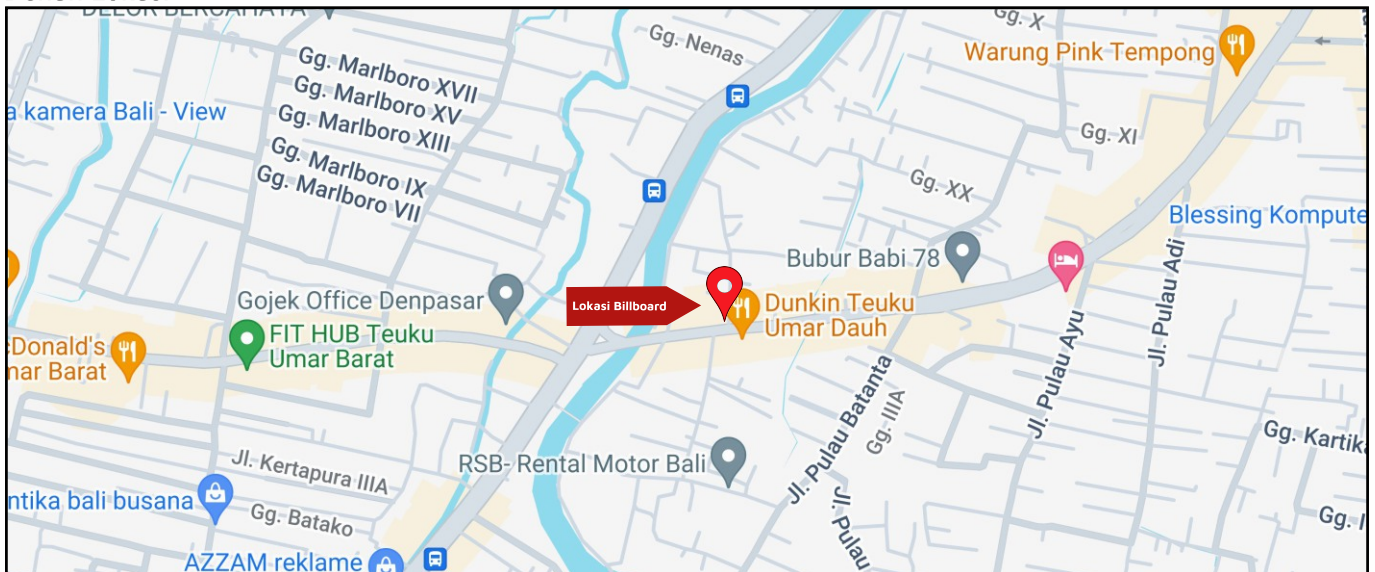 DELUR BERCAHAYA
Gg. Nenas
Gg. X
Warung Pink Tempong
Gg. Marlboro XVII
Gg. Marlboro XV
Gg. Marlboro XIII
a kamera Bali - View
Gg. XI
Gg. Marlboro IX
Gg. Marlboro VII
Gg. XX
Blessing Kompute
Bubur Babi 78
Jl. Pulau Adi
Gojek Office Denpasar
Lokasi Billboard
Dunkin Teuku
Umar Dauh
FIT HUB Teuku
Umar Barat
cDonald's
mar Barat
Jl. Pulau Ayu
Jl. Pulau Batanta
Gg. IIIA
Gg. Kartika
Jl. Kertapura IIIA
RSB- Rental Motor Bali
ntika bali busana
Gg. Batako
Jl. Pulau
Gg. I
AZZAM reklame